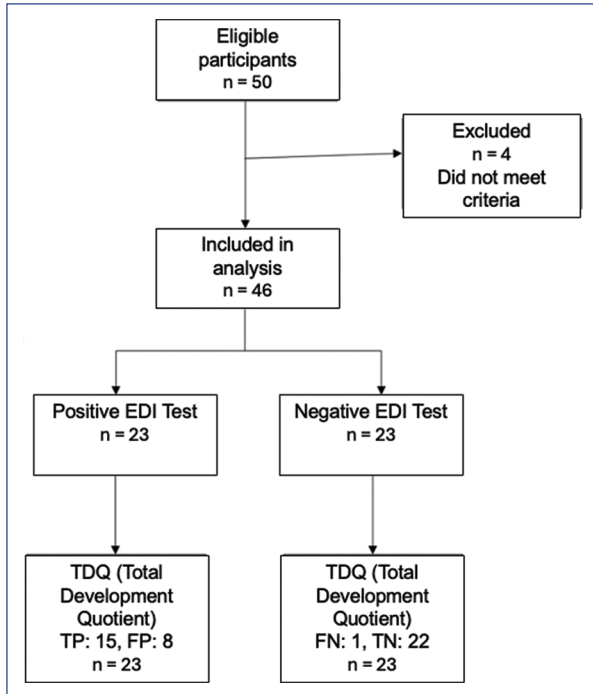 Eligible
participants
n = 50
Excluded
n = 4
Did not meet
criteria
Included in
analysis
n = 46
Positive EDI Test
n = 23
Negative EDI Test
n = 23
TDQ (Total
Development
Quotient)
TP: 15, FP: 8
n = 23
TDQ (Total
Development
Quotient)
FN: 1, TN: 22
n = 23